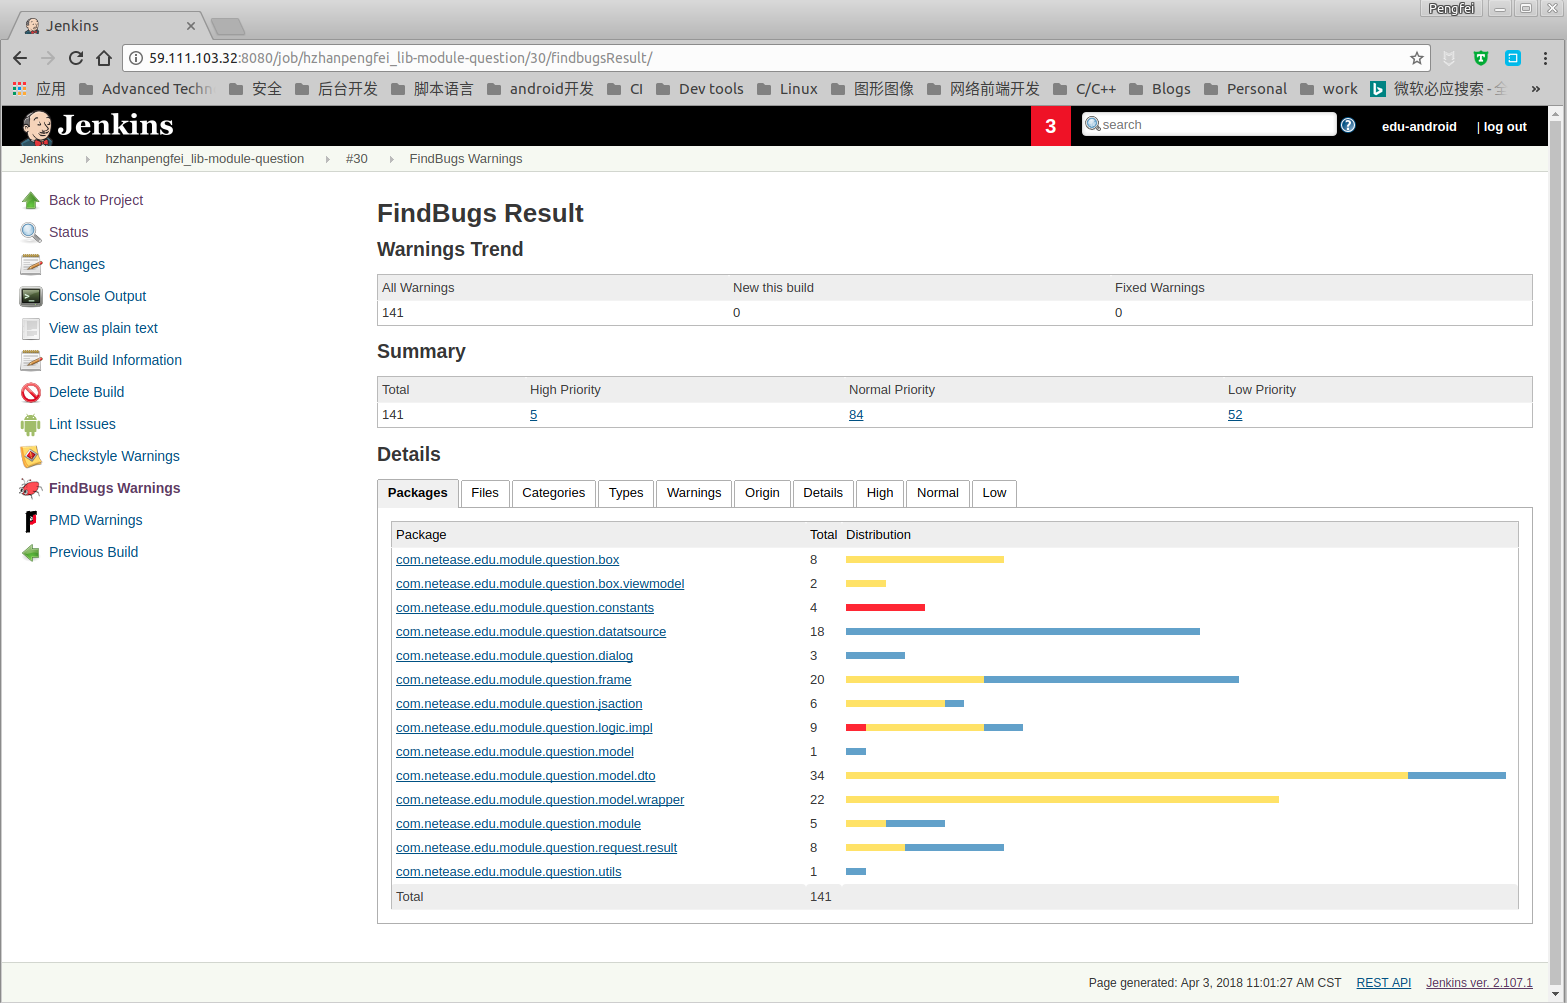 Pengfei
Jenkins
59.111.103.32:8080/job/hzhanpengfei_lib-module-question/30/findbugsResult/
应用 Advanced Techn 安全 后台开发 脚本语言 android开发 CI Dev tools Linux 图形图像 网络前端开发 C/C++ Blogs Personal work 微软必应搜索 - 全 »
Jenkins 3 search edu-android | log out
Jenkins hzhanpengfei_lib-module-question #30 FindBugs Warnings
Back to Project
Status
Changes
Console Output
View as plain text
Edit Build Information
Delete Build
Lint Issues
Checkstyle Warnings
FindBugs Warnings
PMD Warnings
Previous Build
FindBugs Result
Warnings Trend
All Warnings New this build Fixed Warnings
141 0 0
Summary
Total High Priority Normal Priority Low Priority
141 5 84 52
Details
Packages Files Categories Types Warnings Origin Details High Normal Low
Package Total Distribution
com.netease.edu.module.question.box 8
com.netease.edu.module.question.box.viewmodel 2
com.netease.edu.module.question.constants 4
com.netease.edu.module.question.datatsource 18
com.netease.edu.module.question.dialog 3
com.netease.edu.module.question.frame 20
com.netease.edu.module.question.jsaction 6
com.netease.edu.module.question.logic.impl 9
com.netease.edu.module.question.model 1
com.netease.edu.module.question.model.dto 34
com.netease.edu.module.question.model.wrapper 22
com.netease.edu.module.question.module 5
com.netease.edu.module.question.request.result 8
com.netease.edu.module.question.utils 1
Total 141
Page generated: Apr 3, 2018 11:01:27 AM CST REST API Jenkins ver. 2.107.1